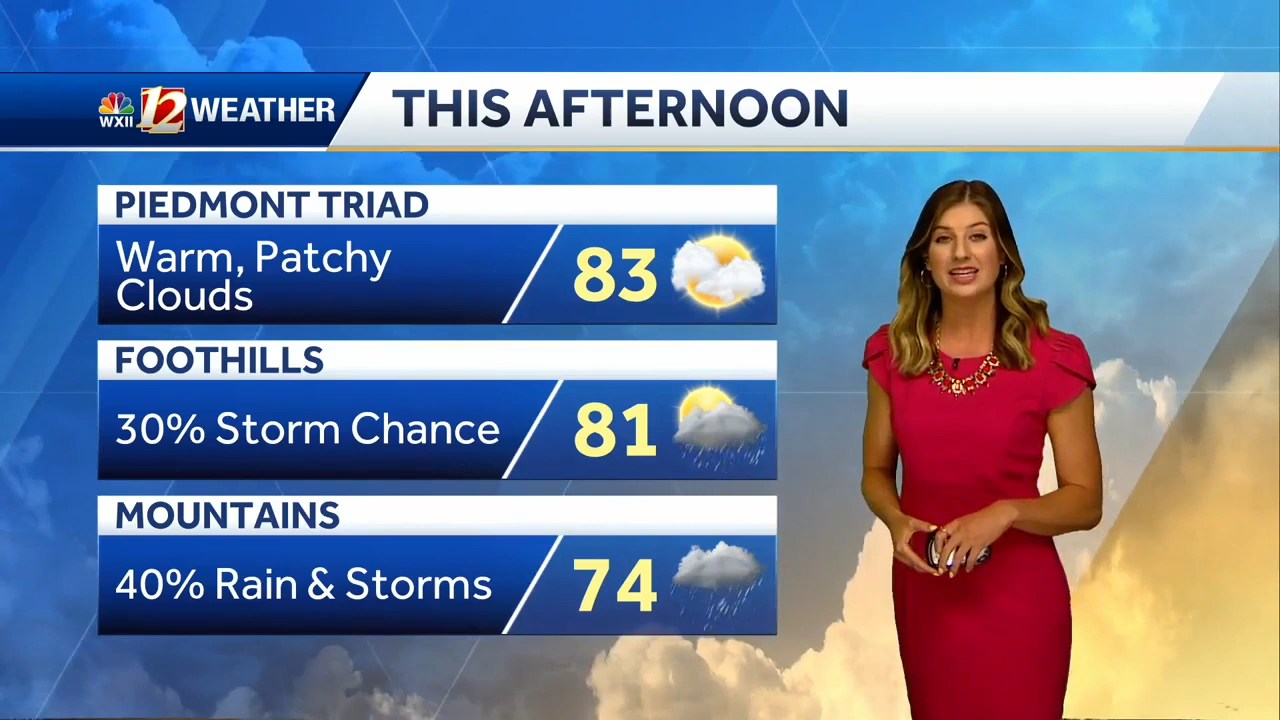 WXII 12 WEATHER
THIS AFTERNOON
PIEDMONT TRIAD
Warm, Patchy
Clouds
83
FOOTHILLS
30% Storm Chance
81
MOUNTAINS
40% Rain & Storms
74